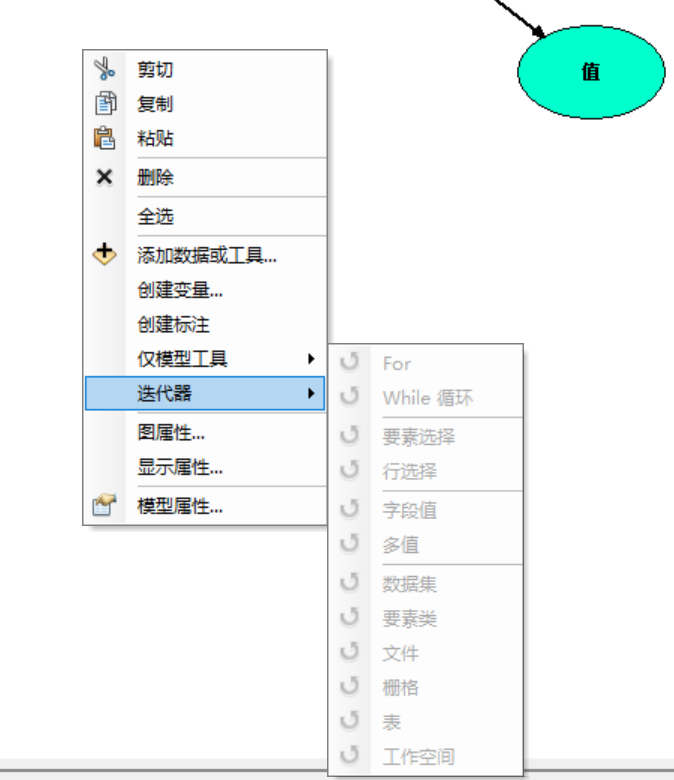 值
剪切
复制
粘贴
删除
全选
添加数据或工具...
创建变量...
创建标注
仅模型工具
迭代器
图属性...
显示属性...
模型属性...
For
While 循环
要素选择
行选择
字段值
多值
数据集
要素类
文件
栅格
表
工作空间